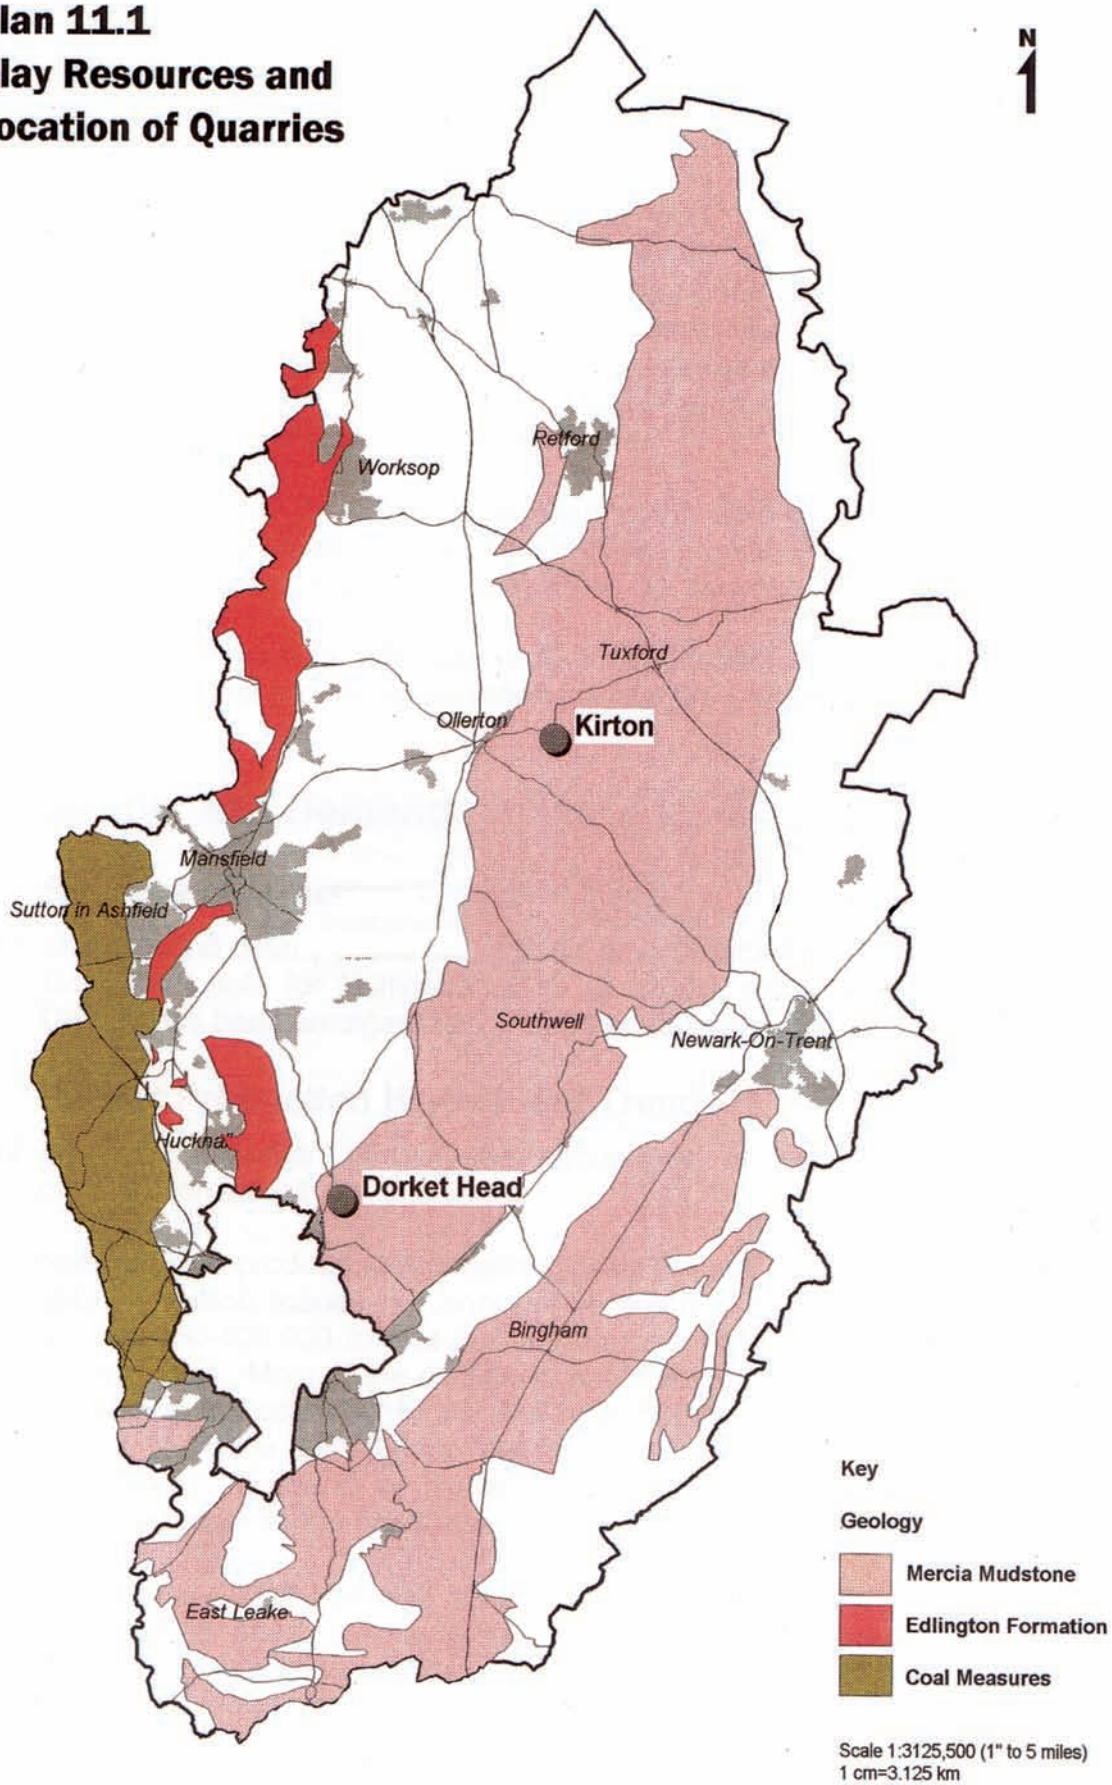 lan 11.1
lay Resources and
ocation of Quarries
N
Retford
Worksop
Tuxford
Ollerton
Kirton
Mansfield
Sutton in Ashfield
Southwell
Newark-On-Trent
Hucknall
Dorket Head
Bingham
East Leake
Key
Geology
Mercia Mudstone
Edlington Formation
Coal Measures
Scale 1:3125,500 (1" to 5 miles)
1 cm=3.125 km